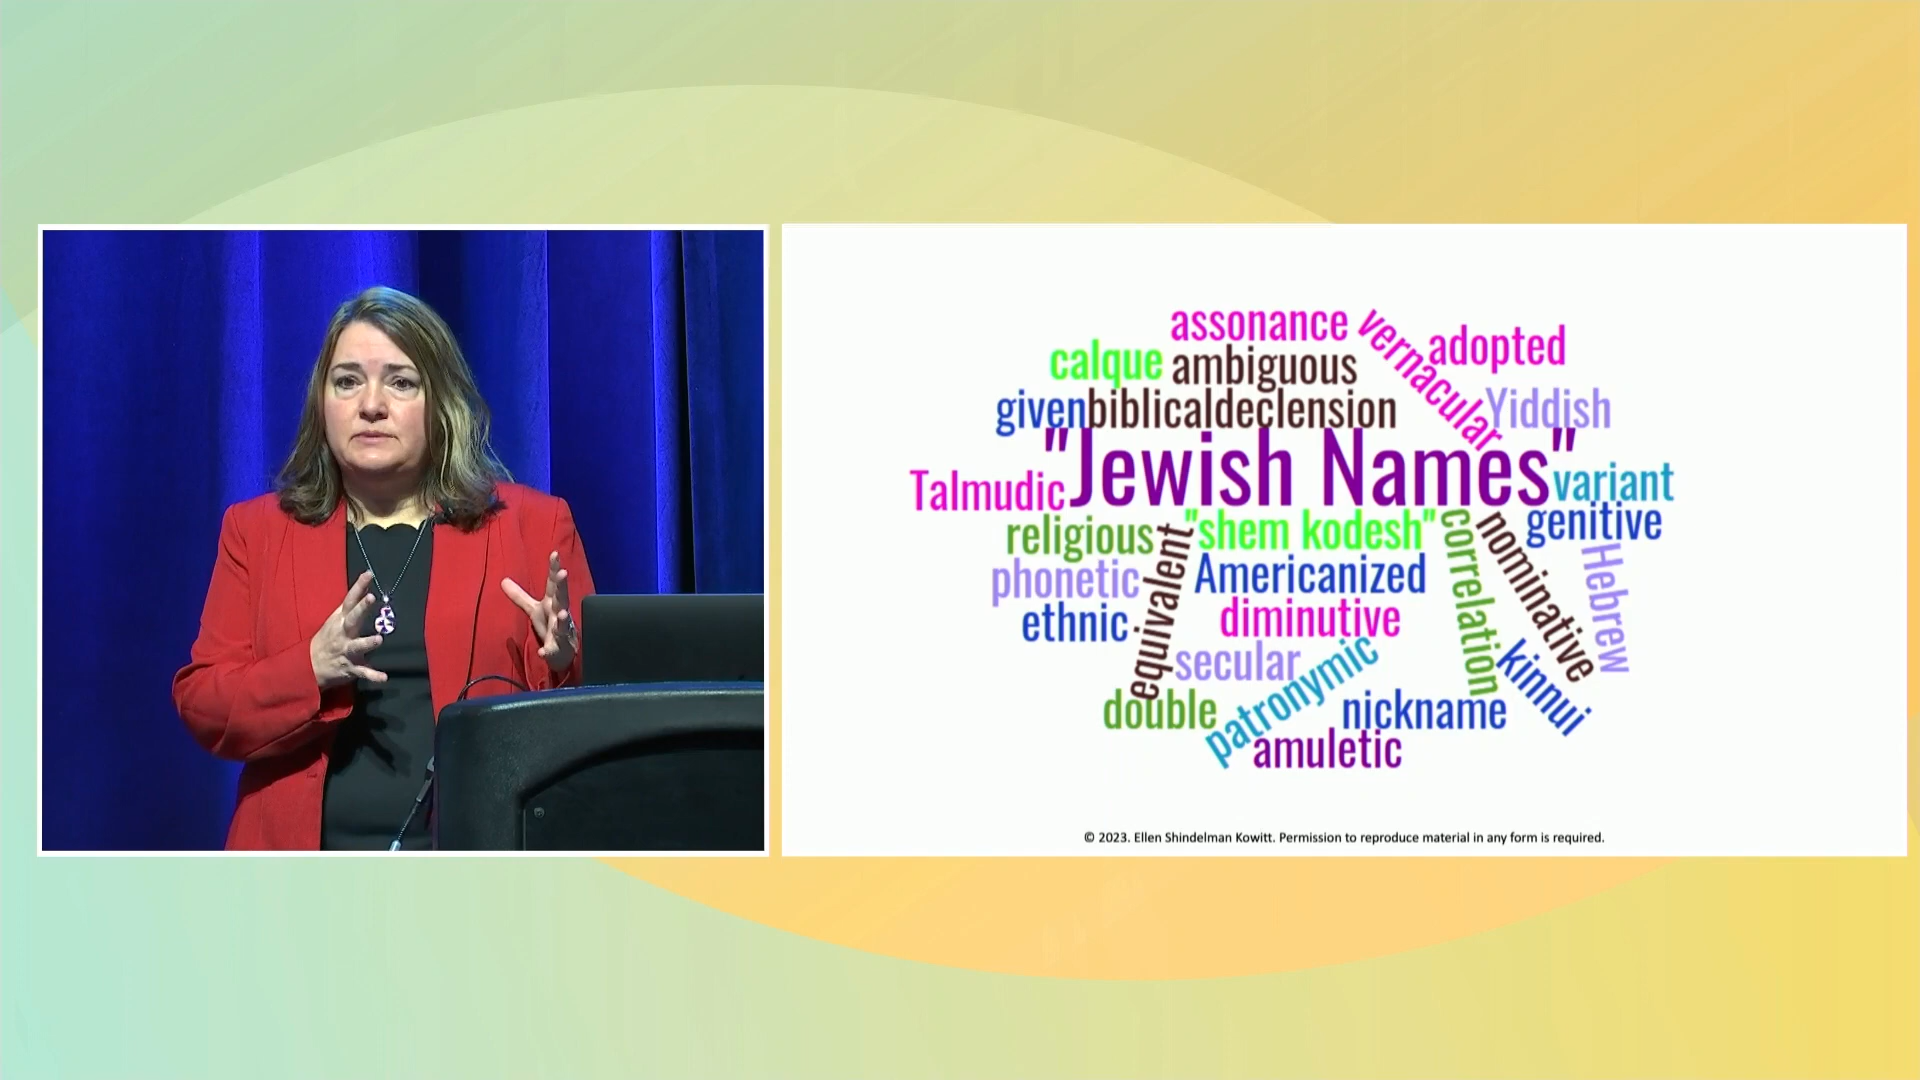 assonance
vernacular
adopted
calque
ambiguous
given
biblical
declension
Yiddish
"Jewish Names"
Talmudic
variant
religious
"shem kodesh"
correlation
nominative
genitive
phonetic
equivalent
Americanized
Hebrew
ethnic
diminutive
secular
patronymic
kinnui
double
nickname
amuletic
© 2023. Ellen Shindelman Kowitt. Permission to reproduce material in any form is required.